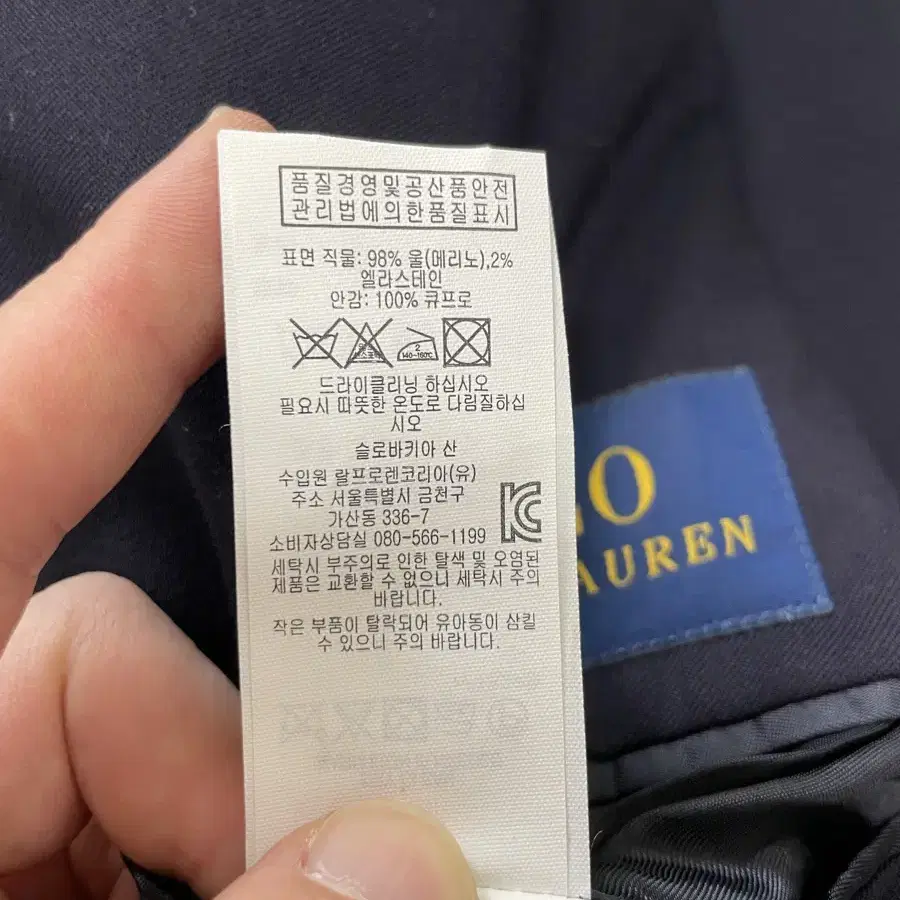 품질경영및공산품안전
관리법에의한품질표시
표면 직물: 98% 울(메리노),2%
엘라스테인
안감: 100% 큐프로
2
140-160℃
드라이클리닝 하십시오
필요시 따뜻한 온도로 다림질하십
시오
슬로바키아 산
수입원 랄프로렌코리아(유)
주소 서울특별시 금천구
가산동 336-7
소비자상담실 080-566-1199
세탁시 부주의로 인한 탈색 및 오염된
제품은 교환할 수 없으니 세탁시 주의
바랍니다.
작은 부품이 탈락되어 유아동이 삼킬
수 있으니 주의 바랍니다.
LO
AUREN